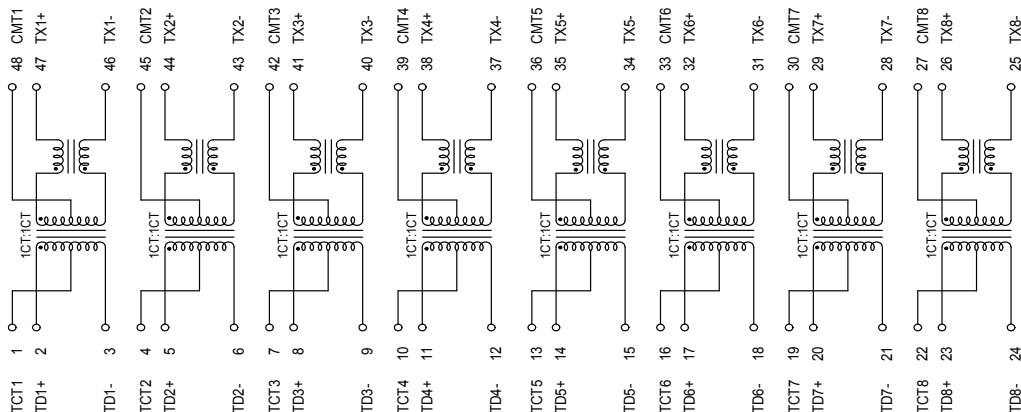 48 CMT1
47 TX1+
46 TX1-
45 CMT2
44 TX2+
43 TX2-
42 CMT3
41 TX3+
40 TX3-
39 CMT4
38 TX4+
37 TX4-
36 CMT5
35 TX5+
34 TX5-
33 CMT6
32 TX6+
31 TX6-
30 CMT7
29 TX7+
28 TX7-
27 CMT8
26 TX8+
25 TX8-
1CT:1CT
1CT:1CT
1CT:1CT
1CT:1CT
1CT:1CT
1CT:1CT
1CT:1CT
1CT:1CT
TCT1 1
TD1+ 2
TD1- 3
TCT2 4
TD2+ 5
TD2- 6
TCT3 7
TD3+ 8
TD3- 9
TCT4 10
TD4+ 11
TD4- 12
TCT5 13
TD5+ 14
TD5- 15
TCT6 16
TD6+ 17
TD6- 18
TCT7 19
TD7+ 20
TD7- 21
TCT8 22
TD8+ 23
TD8- 24